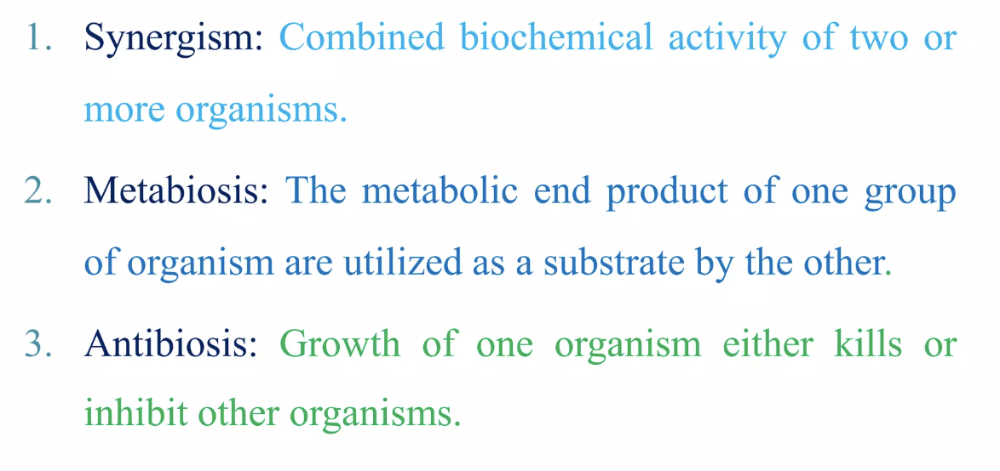 1. Synergism: Combined biochemical activity of two or
more organisms.
2. Metabiosis: The metabolic end product of one group
of organism are utilized as a substrate by the other.
3. Antibiosis: Growth of one organism either kills or
inhibit other organisms.